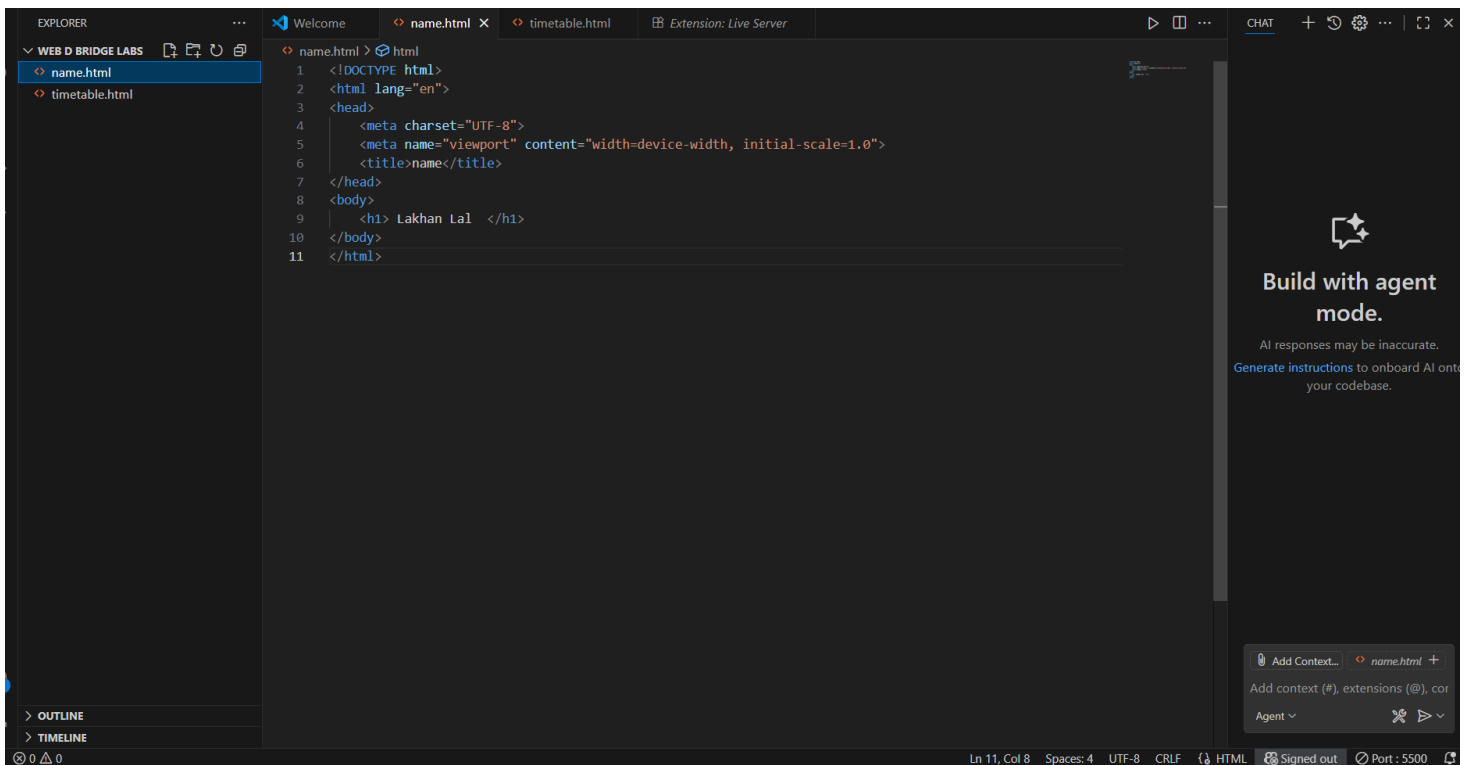 EXPLORER
WEB D BRIDGE LABS
name.html
timetable.html
OUTLINE
TIMELINE
Welcome
name.html
timetable.html
Extension: Live Server
name.html > html
1 <!DOCTYPE html>
2 <html lang="en">
3 <head>
4 <meta charset="UTF-8">
5 <meta name="viewport" content="width=device-width, initial-scale=1.0">
6 <title>name</title>
7 </head>
8 <body>
9 <h1> Lakhan Lal  </h1>
10 </body>
11 </html>
CHAT
Build with agent
mode.
AI responses may be inaccurate.
Generate instructions to onboard AI onto
your codebase.
Add Context... name.html
Add context (#), extensions (@), cor
Agent
0 0
Ln 11, Col 8 Spaces: 4 UTF-8 CRLF HTML Signed out Port : 5500